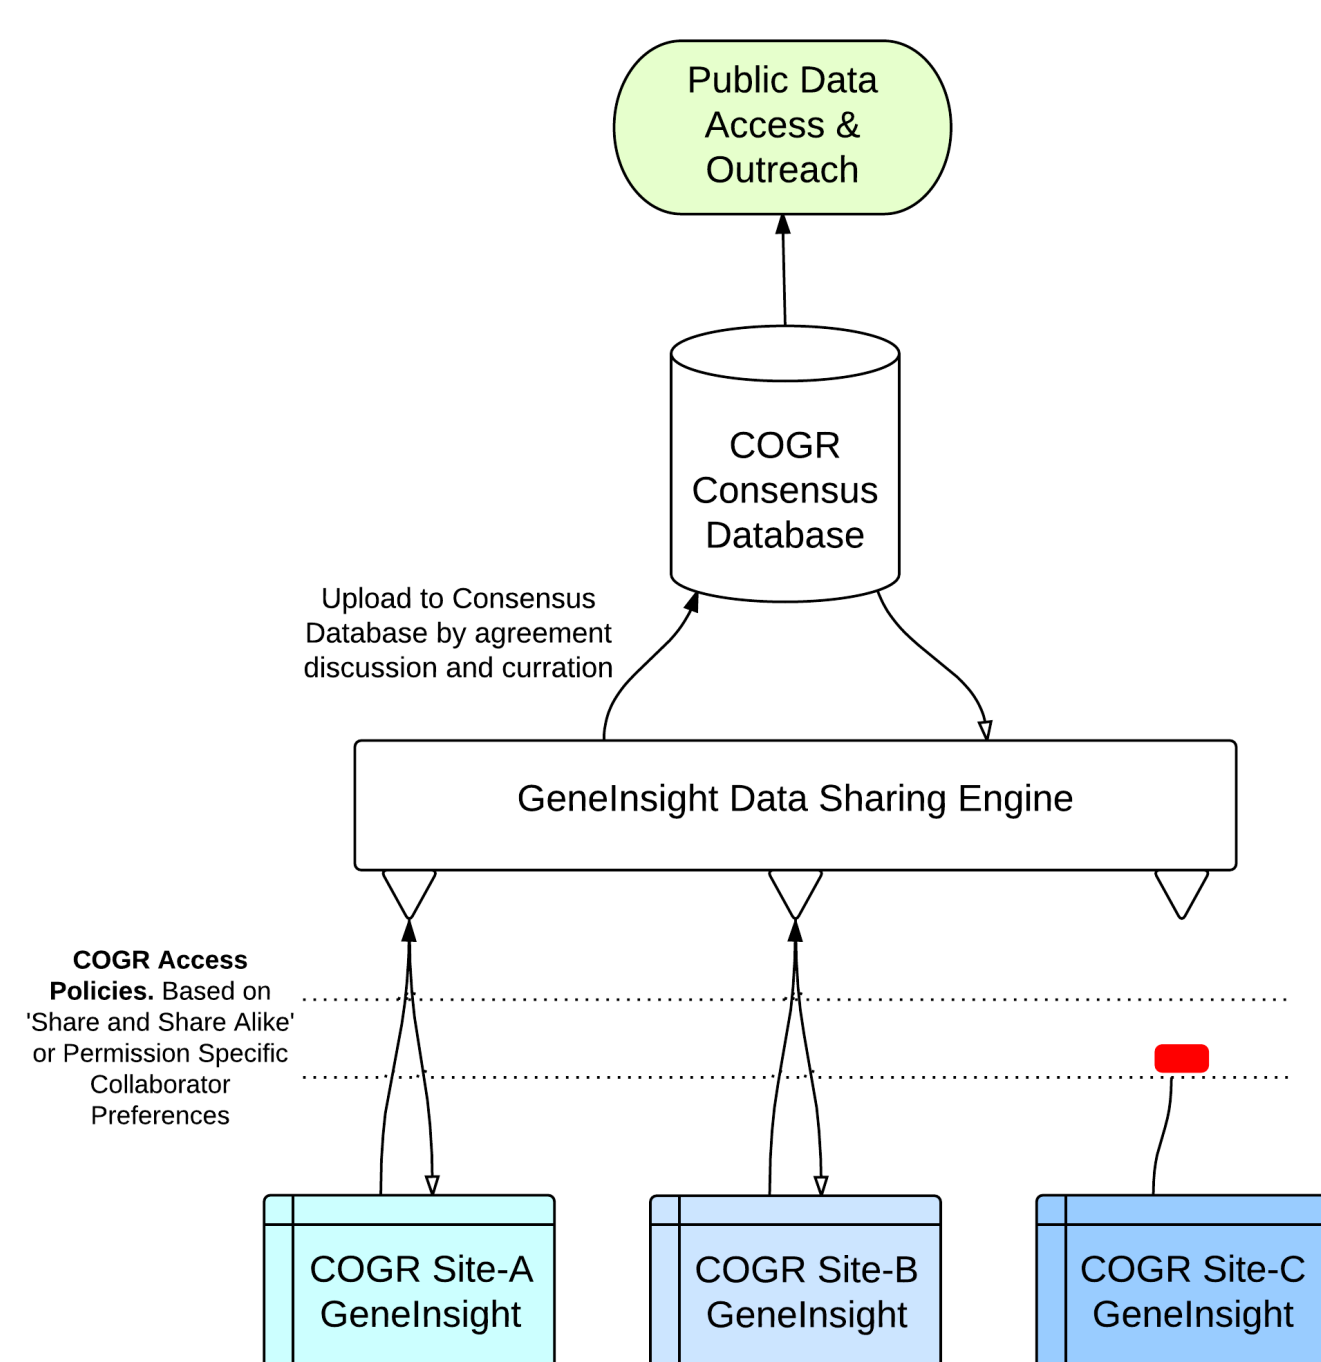 Public Data
Access &
Outreach
COGR
Consensus
Database
Upload to Consensus
Database by agreement
discussion and curration
GeneInsight Data Sharing Engine
COGR Access
Policies. Based on
'Share and Share Alike'
or Permission Specific
Collaborator
Preferences
COGR Site-A
GeneInsight
COGR Site-B
GeneInsight
COGR Site-C
GeneInsight